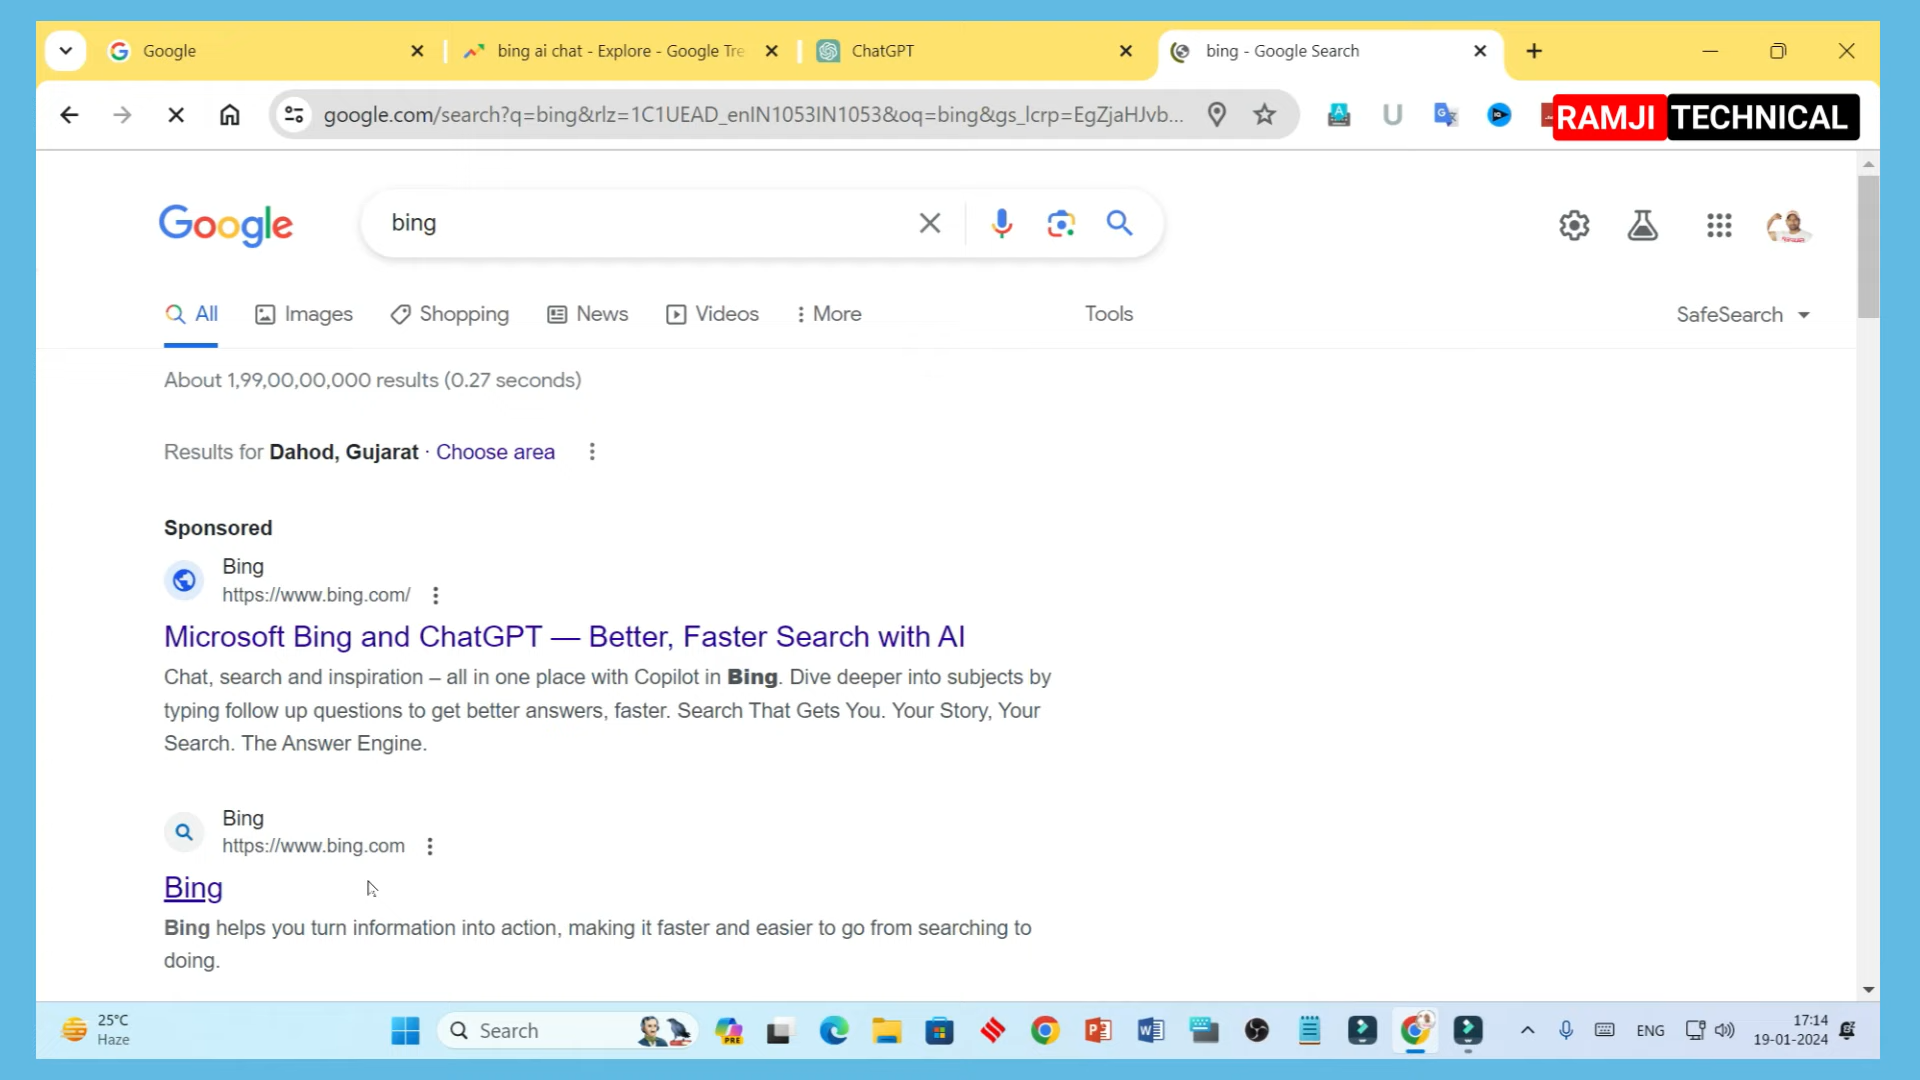 Google
bing ai chat - Explore - Google Tre
ChatGPT
bing - Google Search
google.com/search?q=bing&rlz=1C1UEAD_enIN1053IN1053&oq=bing&gs_lcrp=EgZjaHJvb...
RAMJI TECHNICAL
Google
bing
All
Images
Shopping
News
Videos
More
Tools
SafeSearch
About 1,99,00,00,000 results (0.27 seconds)
Results for Dahod, Gujarat · Choose area
Sponsored
Bing
https://www.bing.com/
Microsoft Bing and ChatGPT — Better, Faster Search with AI
Chat, search and inspiration – all in one place with Copilot in Bing. Dive deeper into subjects by
typing follow up questions to get better answers, faster. Search That Gets You. Your Story, Your
Search. The Answer Engine.
Bing
https://www.bing.com
Bing
Bing helps you turn information into action, making it faster and easier to go from searching to
doing.
25°C
Haze
Search
PRE
ENG
17:14
19-01-2024